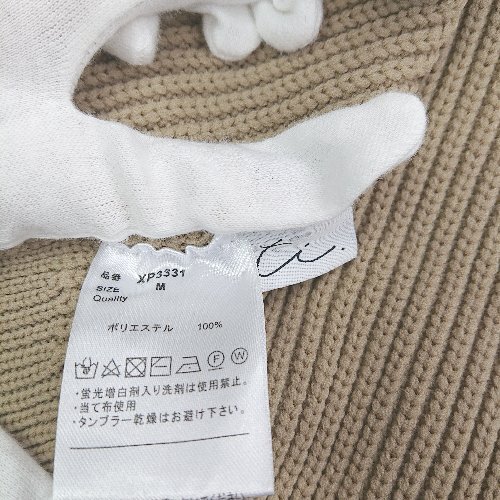 品番 XP3331
SIZE M
Quality
ポリエステル 100%
・蛍光増白剤入り洗剤は使用禁止。
・当て布使用
・タンブラー乾燥はお避け下さい。